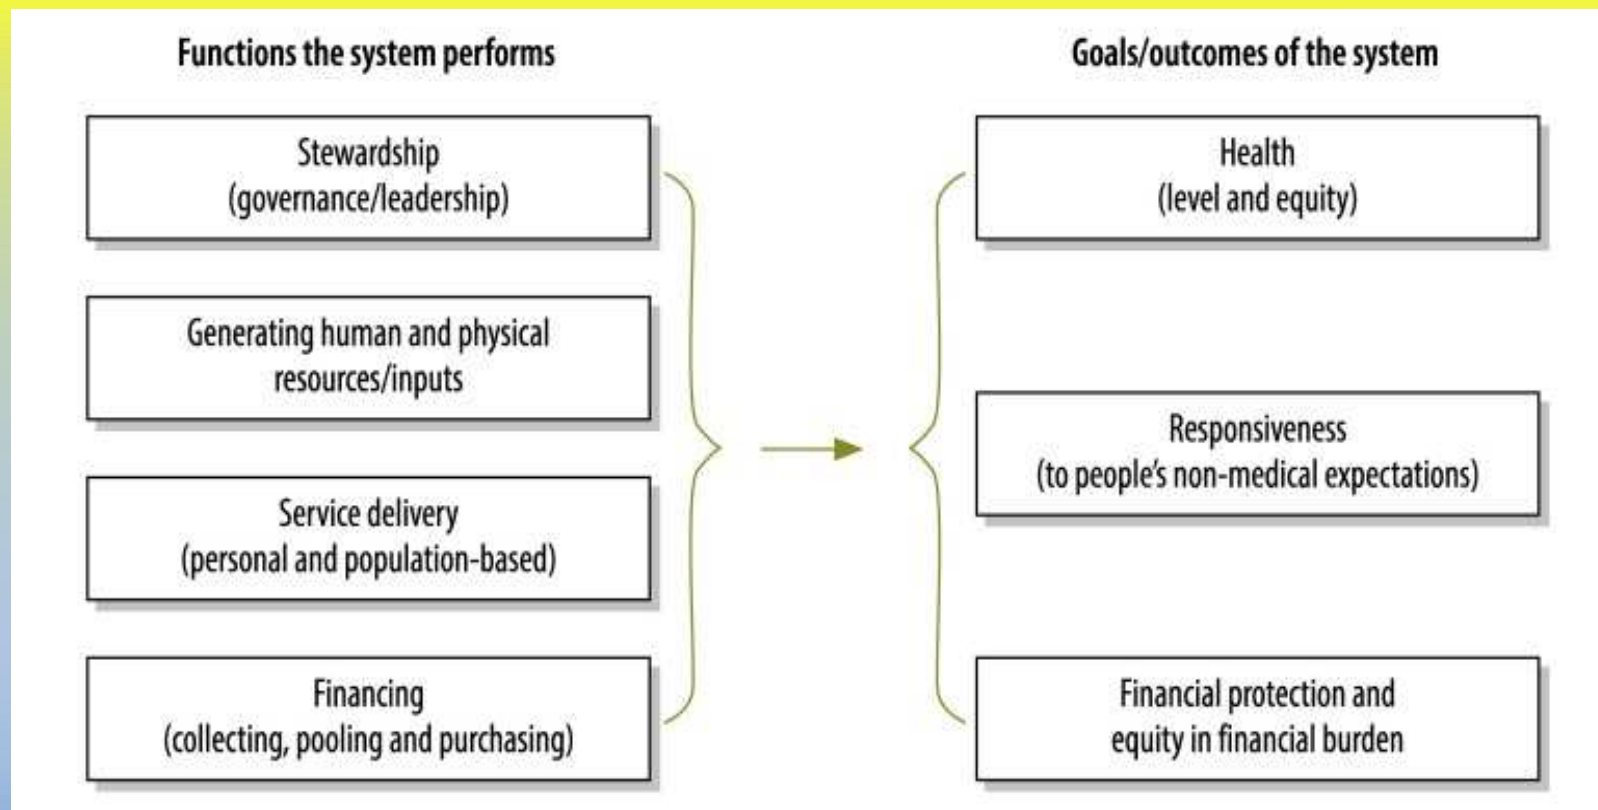 Functions the system performs
Goals/outcomes of the system
Stewardship
(governance/leadership)
Generating human and physical
resources/inputs
Service delivery
(personal and population-based)
Financing
(collecting, pooling and purchasing)
Health
(level and equity)
Responsiveness
(to people's non-medical expectations)
Financial protection and
equity in financial burden